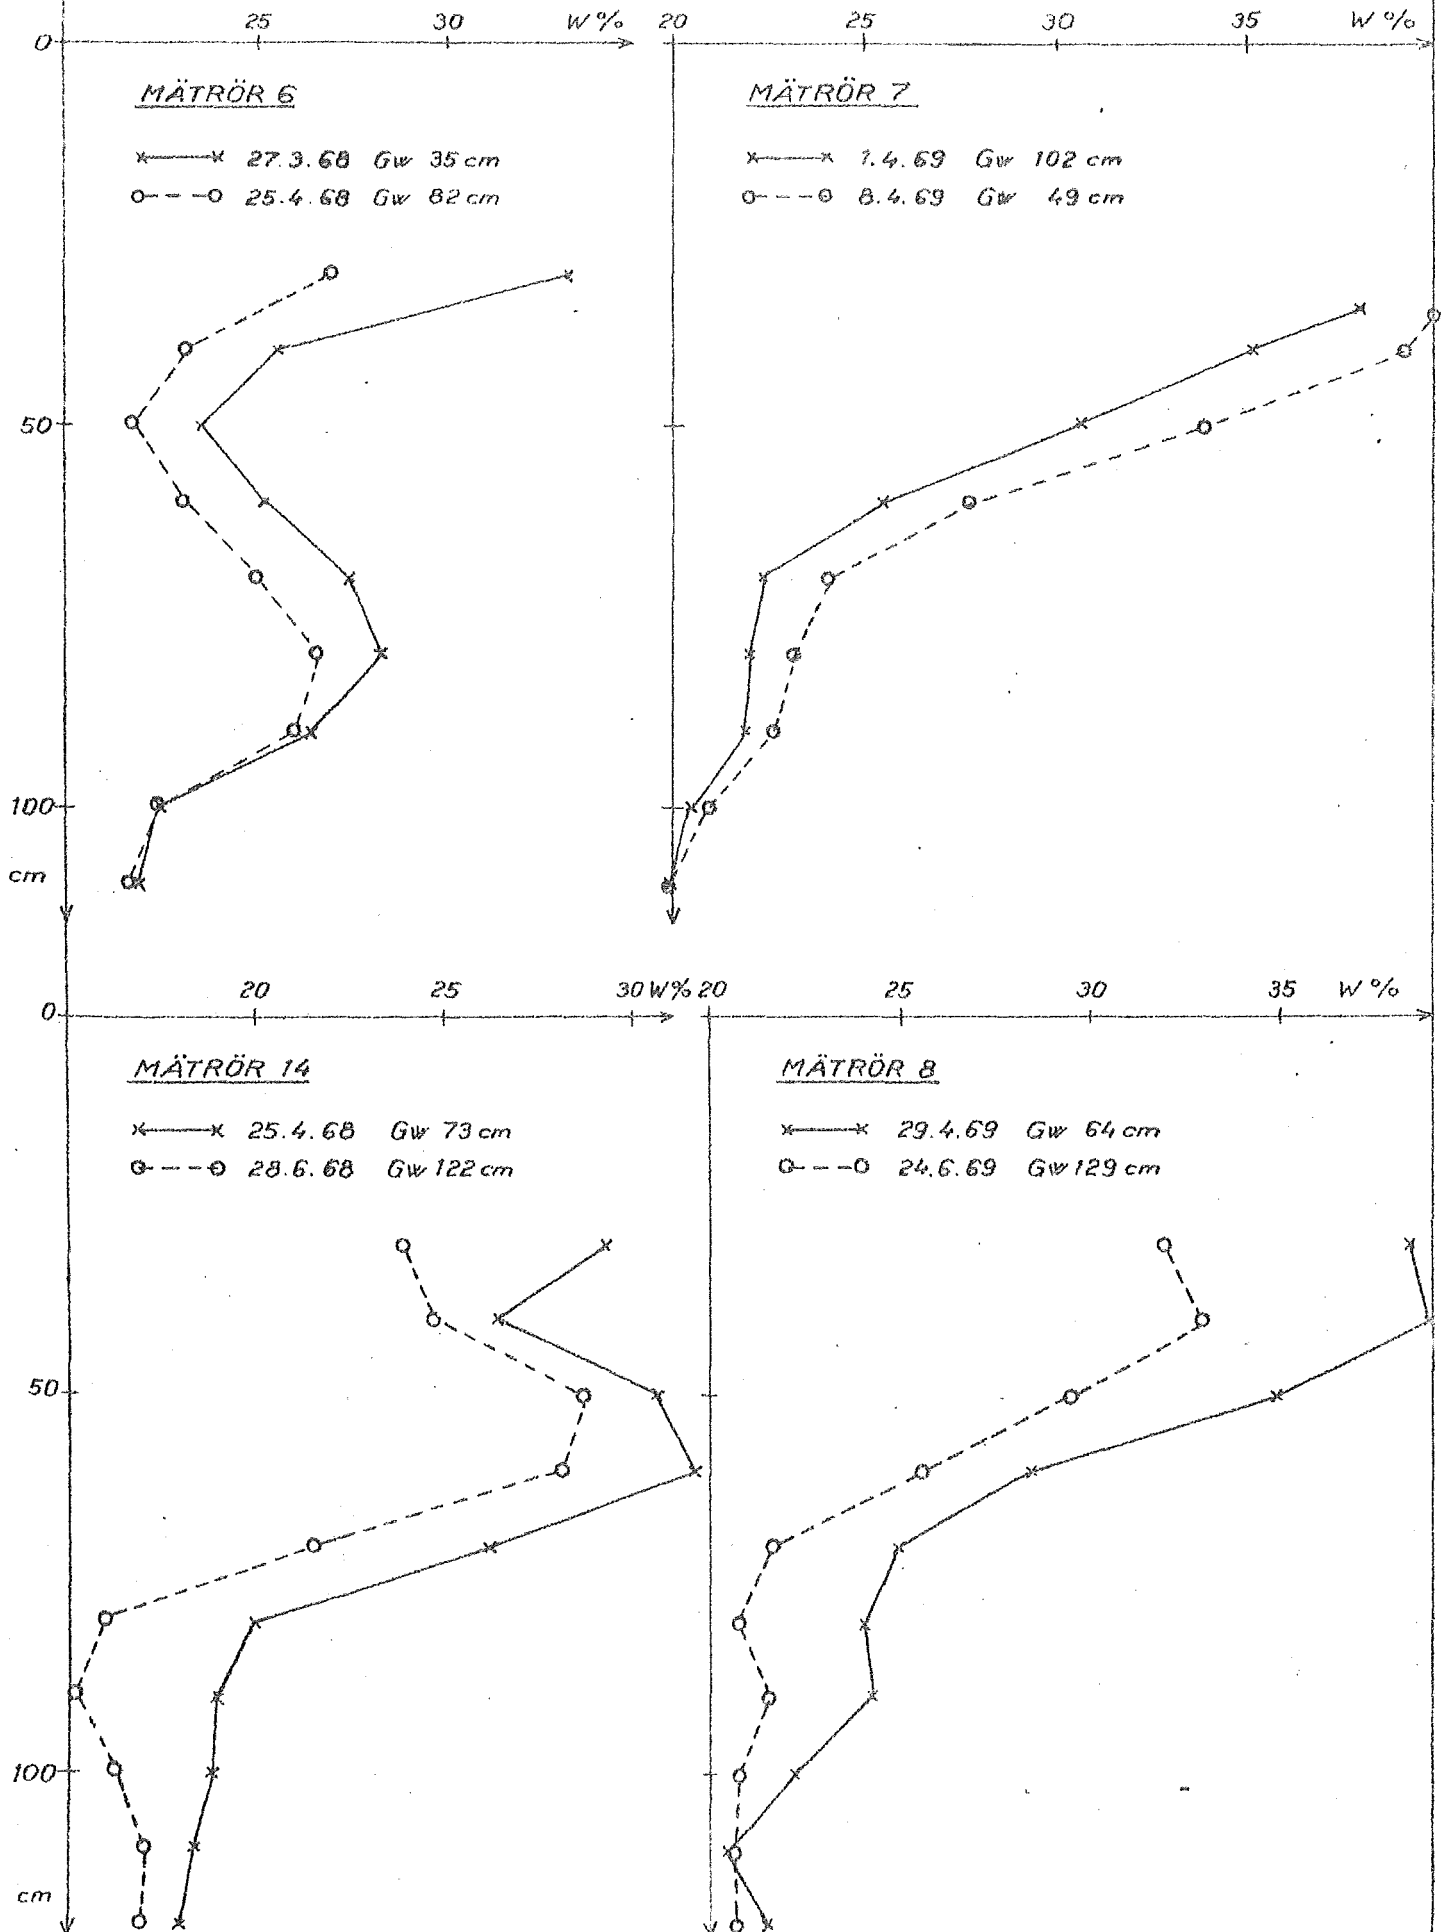 25 30 W%
0
MÄTRÖR 6
27.3.68 Gw 35 cm
25.4.68 Gw 82 cm
50
100
cm
20 25 30 35 W%
MÄTRÖR 7
1.4.69 Gw 102 cm
8.4.69 Gw 49 cm
20 25 30 W%
0
MÄTRÖR 14
25.4.68 Gw 73 cm
28.6.68 Gw 122 cm
50
100
cm
20 25 30 35 W%
MÄTRÖR 8
29.4.69 Gw 64 cm
24.6.69 Gw 129 cm